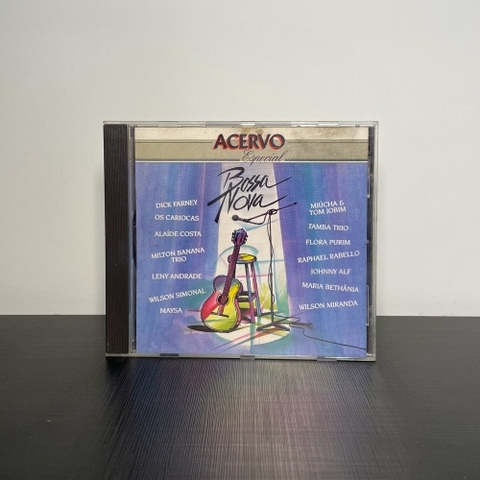 ACERVO
Especial
Bossa
Nova
DICK FARNEY
OS CARIOCAS
ALAÍDE COSTA
MILTON BANANA
TRIO
LENY ANDRADE
WILSON SIMONAL
MAYSA
MIÚCHA &
TOM JOBIM
TAMBA TRIO
FLORA PURIM
RAPHAEL RABELLO
JOHNNY ALF
MARIA BETHÂNIA
WILSON MIRANDA